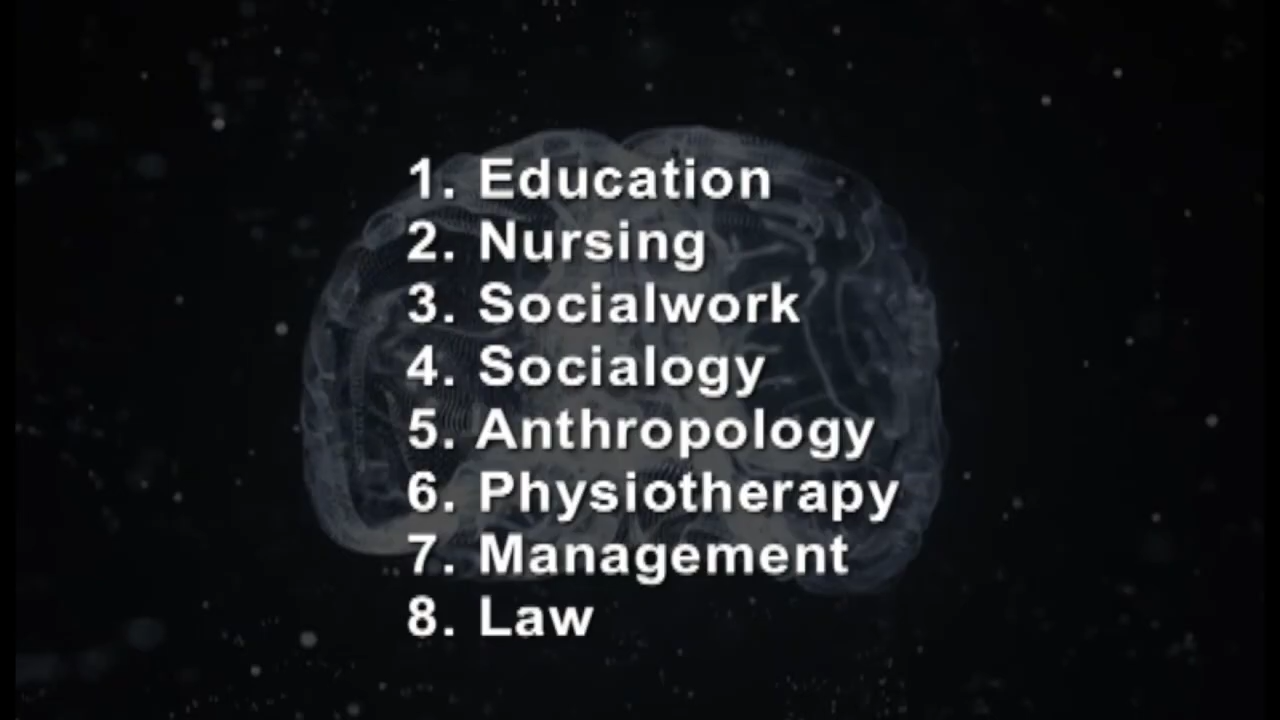 1. Education
2. Nursing
3. Socialwork
4. Socialogy
5. Anthropology
6. Physiotherapy
7. Management
8. Law